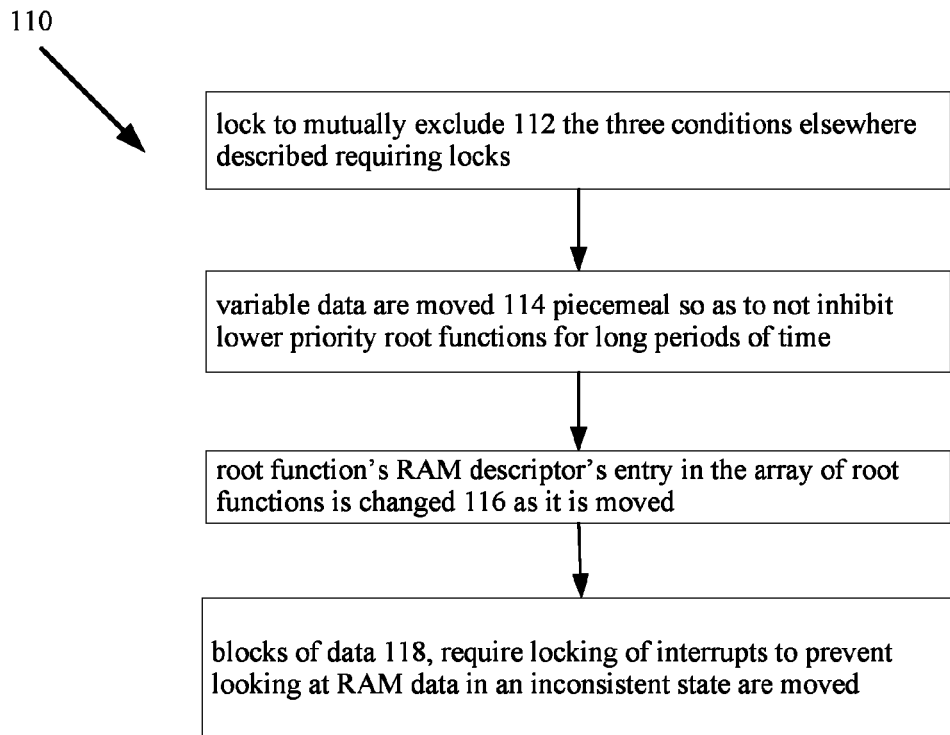 110
lock to mutually exclude 112 the three conditions elsewhere
described requiring locks
variable data are moved 114 piecemeal so as to not inhibit
lower priority root functions for long periods of time
root function’s RAM descriptor’s entry in the array of root
functions is changed 116 as it is moved
blocks of data 118, require locking of interrupts to prevent
looking at RAM data in an inconsistent state are moved